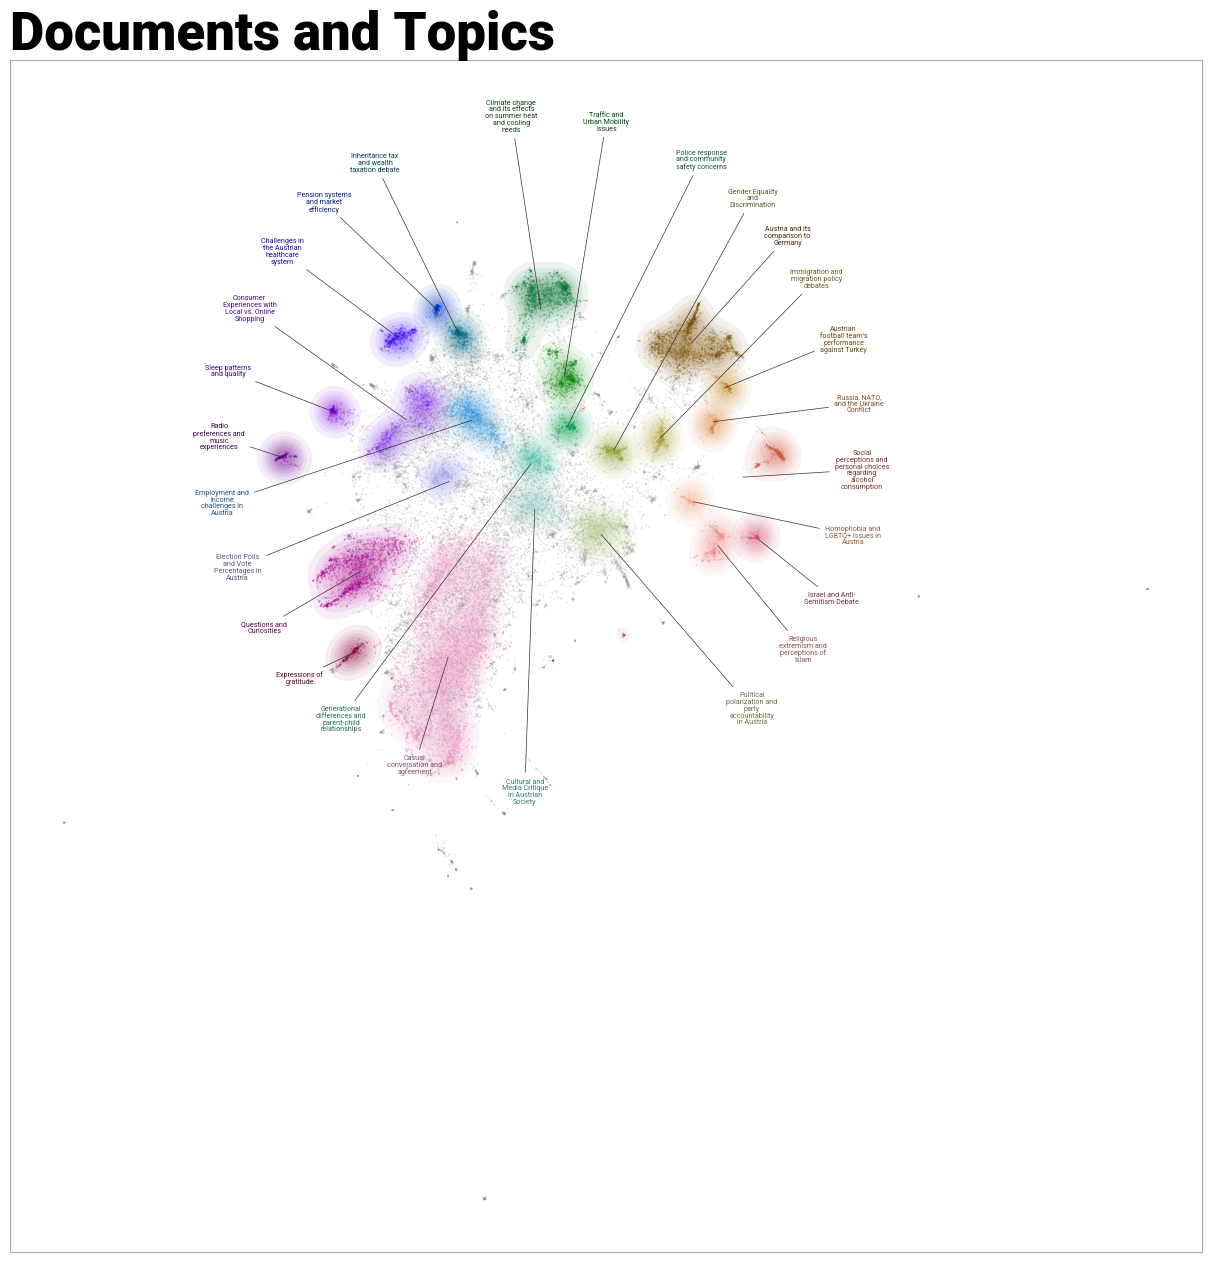 Documents and Topics
Climate change
and its effects
on summer heat
and cooling
needs
Traffic and
Urban Mobility
Issues
Inheritance tax
and wealth
taxation debate
Police response
and community
safety concerns
Pension systems
and market
efficiency
Gender Equality
and
Discrimination
Challenges in
the Austrian
healthcare
system
Austria and its
comparison to
Germany
Immigration and
migration policy
debates
Consumer
Experiences with
Local vs. Online
Shopping
Austrian
football team's
performance
against Turkey
Sleep patterns
and quality
Russia, NATO,
and the Ukraine
Conflict
Radio
preferences and
music
experiences
Social
perceptions and
personal choices
regarding
alcohol
consumption
Employment and
income
challenges in
Austria
Homophobia and
LGBTQ+ Issues in
Austria
Election Polls
and Vote
Percentages in
Austria
Israel and Anti-
Semitism Debate
Questions and
Curiosities
Religious
extremism and
perceptions of
Islam
Expressions of
gratitude
Political
polarization and
party
accountability
in Austria
Generational
differences and
parent-child
relationships
Casual
conversation and
agreement
Cultural and
Media Critique
in Austrian
Society